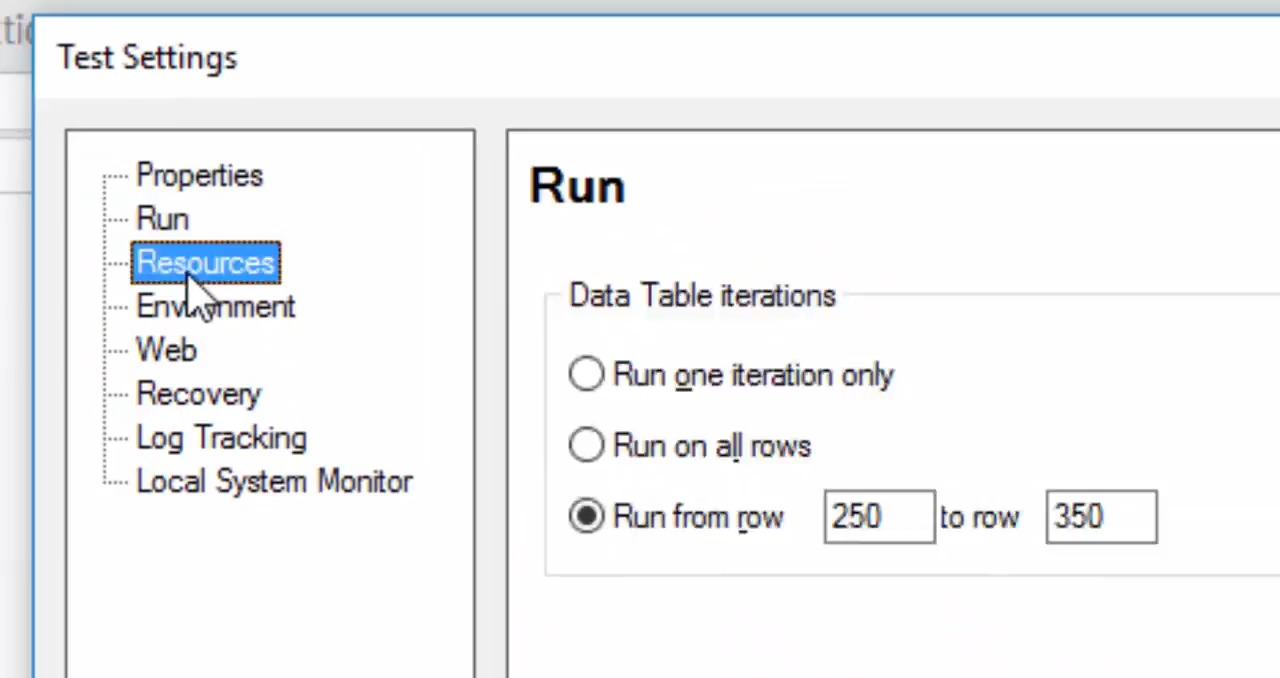 Test Settings
Properties
Run
Resources
Environment
Web
Recovery
Log Tracking
Local System Monitor
Run
Data Table iterations
Run one iteration only
Run on all rows
Run from row 250 to row 350